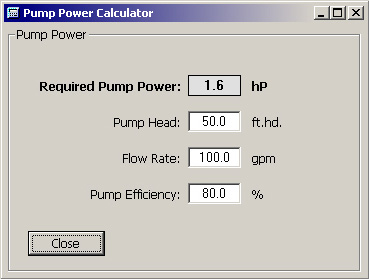 Pump Power Calculator
Pump Power
Required Pump Power: 1.6 hP
Pump Head: 50.0 ft.hd.
Flow Rate: 100.0 gpm
Pump Efficiency: 80.0 %
Close